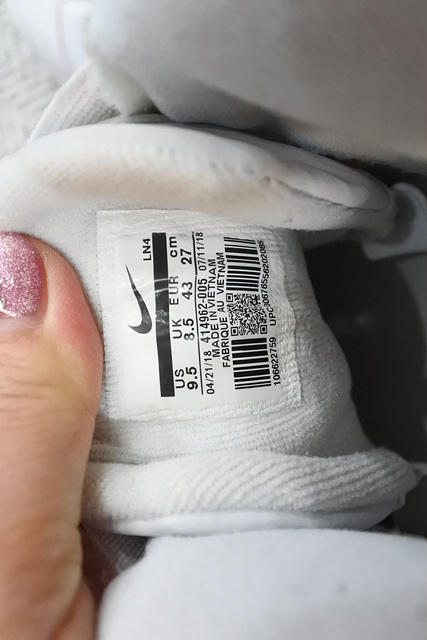 LN4
US UK EUR cm
9.5 8.5 43 27
04/21/18 414962-005 07/11/18
MADE IN VIETNAM
FABRIQUE AU VIETNAM
106622759